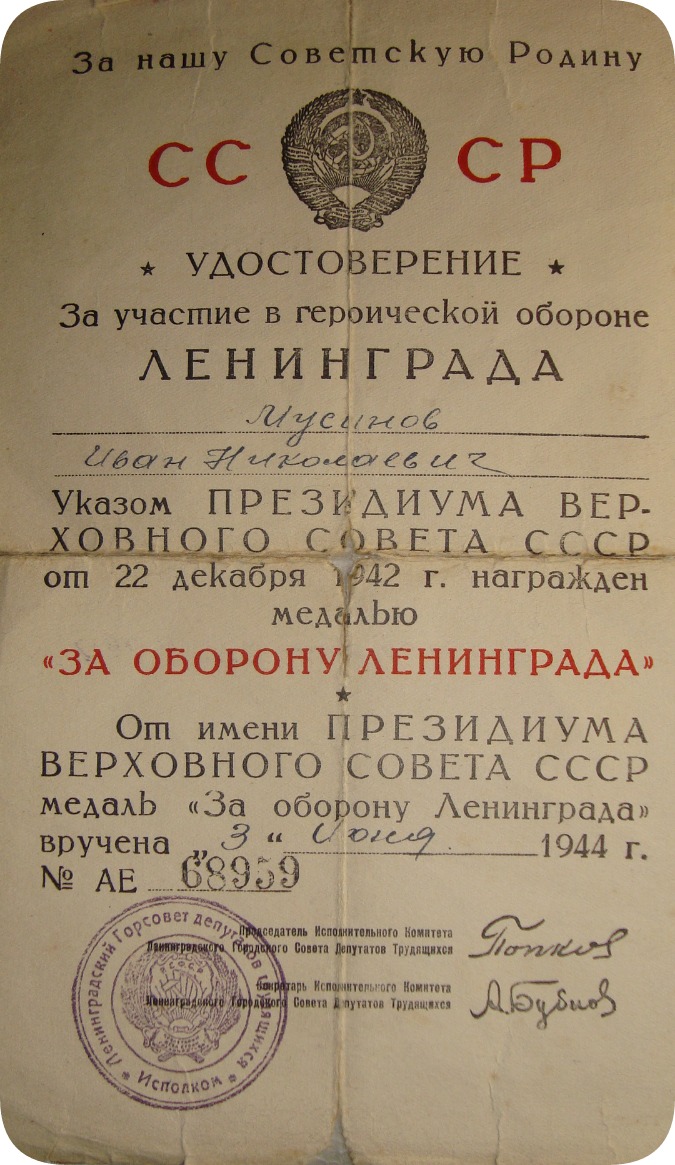 За нашу Советскую Родину
СС СР
★ УДОСТОВЕРЕНИЕ ★
За участие в героической обороне
ЛЕНИНГРАДА
Мусинов
Иван Николаевич
Указом ПРЕЗИДИУМА ВЕР-
ХОВНОГО СОВЕТА СССР
от 22 декабря 1942 г. награжден
медалью
«ЗА ОБОРОНУ ЛЕНИНГРАДА»
★
От имени ПРЕЗИДИУМА
ВЕРХОВНОГО СОВЕТА СССР
медаль «За оборону Ленинграда»
вручена „3“ июня 1944 г.
№ АЕ 68959
Председатель Исполнительного Комитета
Ленинградского Городского Совета Депутатов Трудящихся
Попков
Секретарь Исполнительного Комитета
Ленинградского Городского Совета Депутатов Трудящихся
А.Бубнов
Ленинградский Горсовет депутатов трудящихся
★ Исполком ★
РСФСР